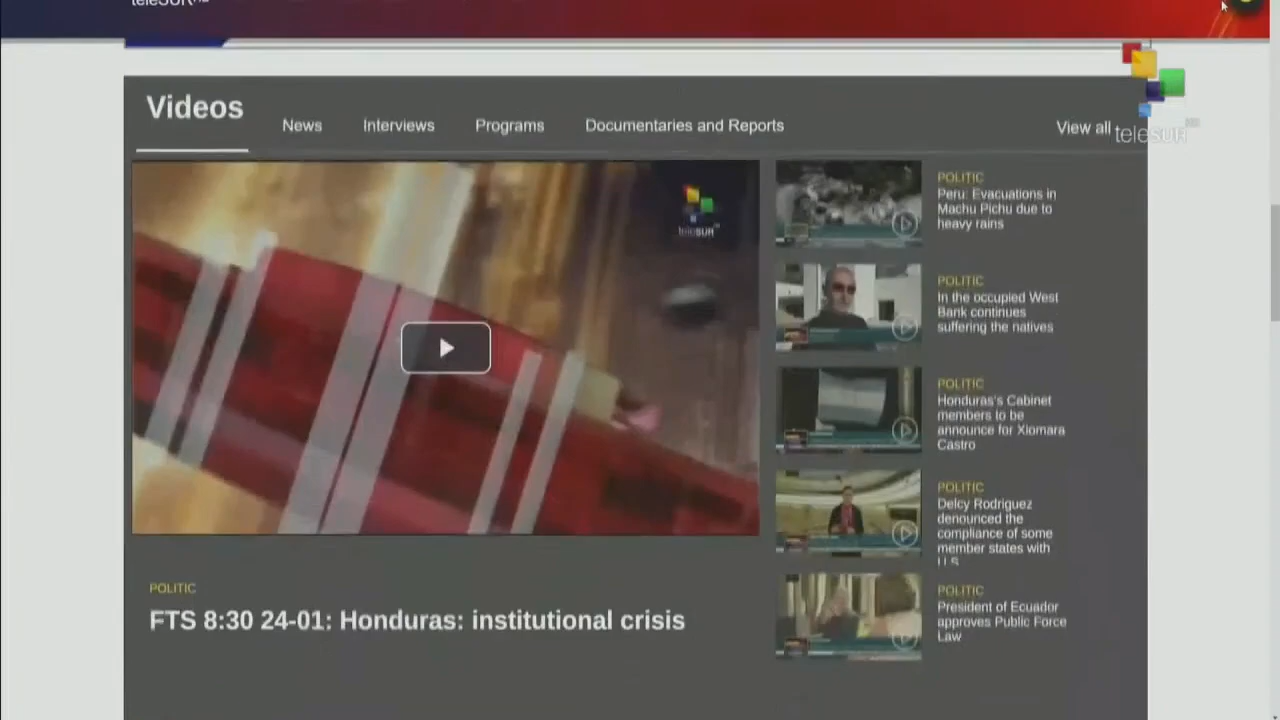 teleSUR
Videos
News
Interviews
Programs
Documentaries and Reports
View all
teleSUR
teleSUR
POLITIC
Peru: Evacuations in
Machu Pichu due to
heavy rains
POLITIC
In the occupied West
Bank continues
suffering the natives
POLITIC
Honduras's Cabinet
members to be
announce for Xiomara
Castro
POLITIC
Delcy Rodriguez
denounced the
compliance of some
member states with
U.S
POLITIC
President of Ecuador
approves Public Force
Law
POLITIC
FTS 8:30 24-01: Honduras: institutional crisis